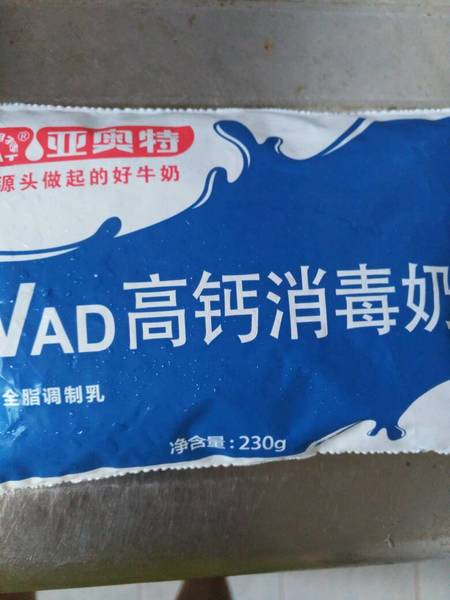 ® 亚奥特
源头做起的好牛奶
VAD高钙消毒奶
全脂调制乳
净含量:230g